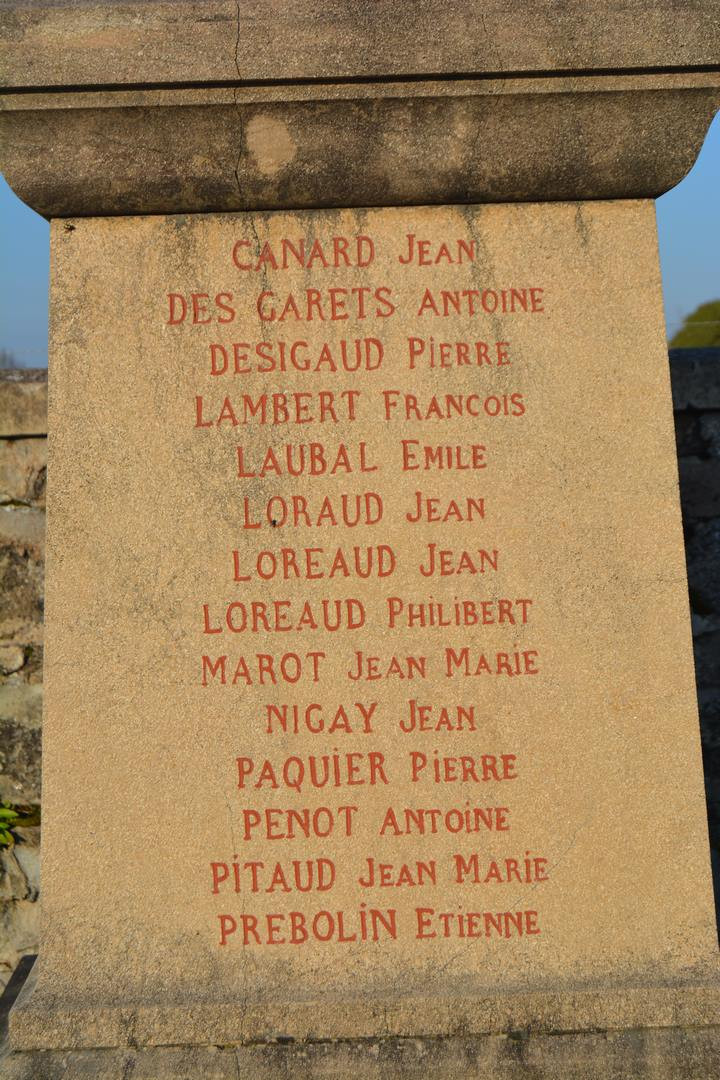 CANARD JEAN
DES GARETS ANTOINE
DESIGAUD PiERRE
LAMBERT FRANCOIS
LAUBAL EMILE
LORAUD JEAN
LOREAUD JEAN
LOREAUD PHiLiBERT
MAROT JEAN MARiE
NIGAY JEAN
PAQUiER PiERRE
PENOT ANTOiNE
PiTAUD JEAN MARiE
PREBOLiN ETiENNE